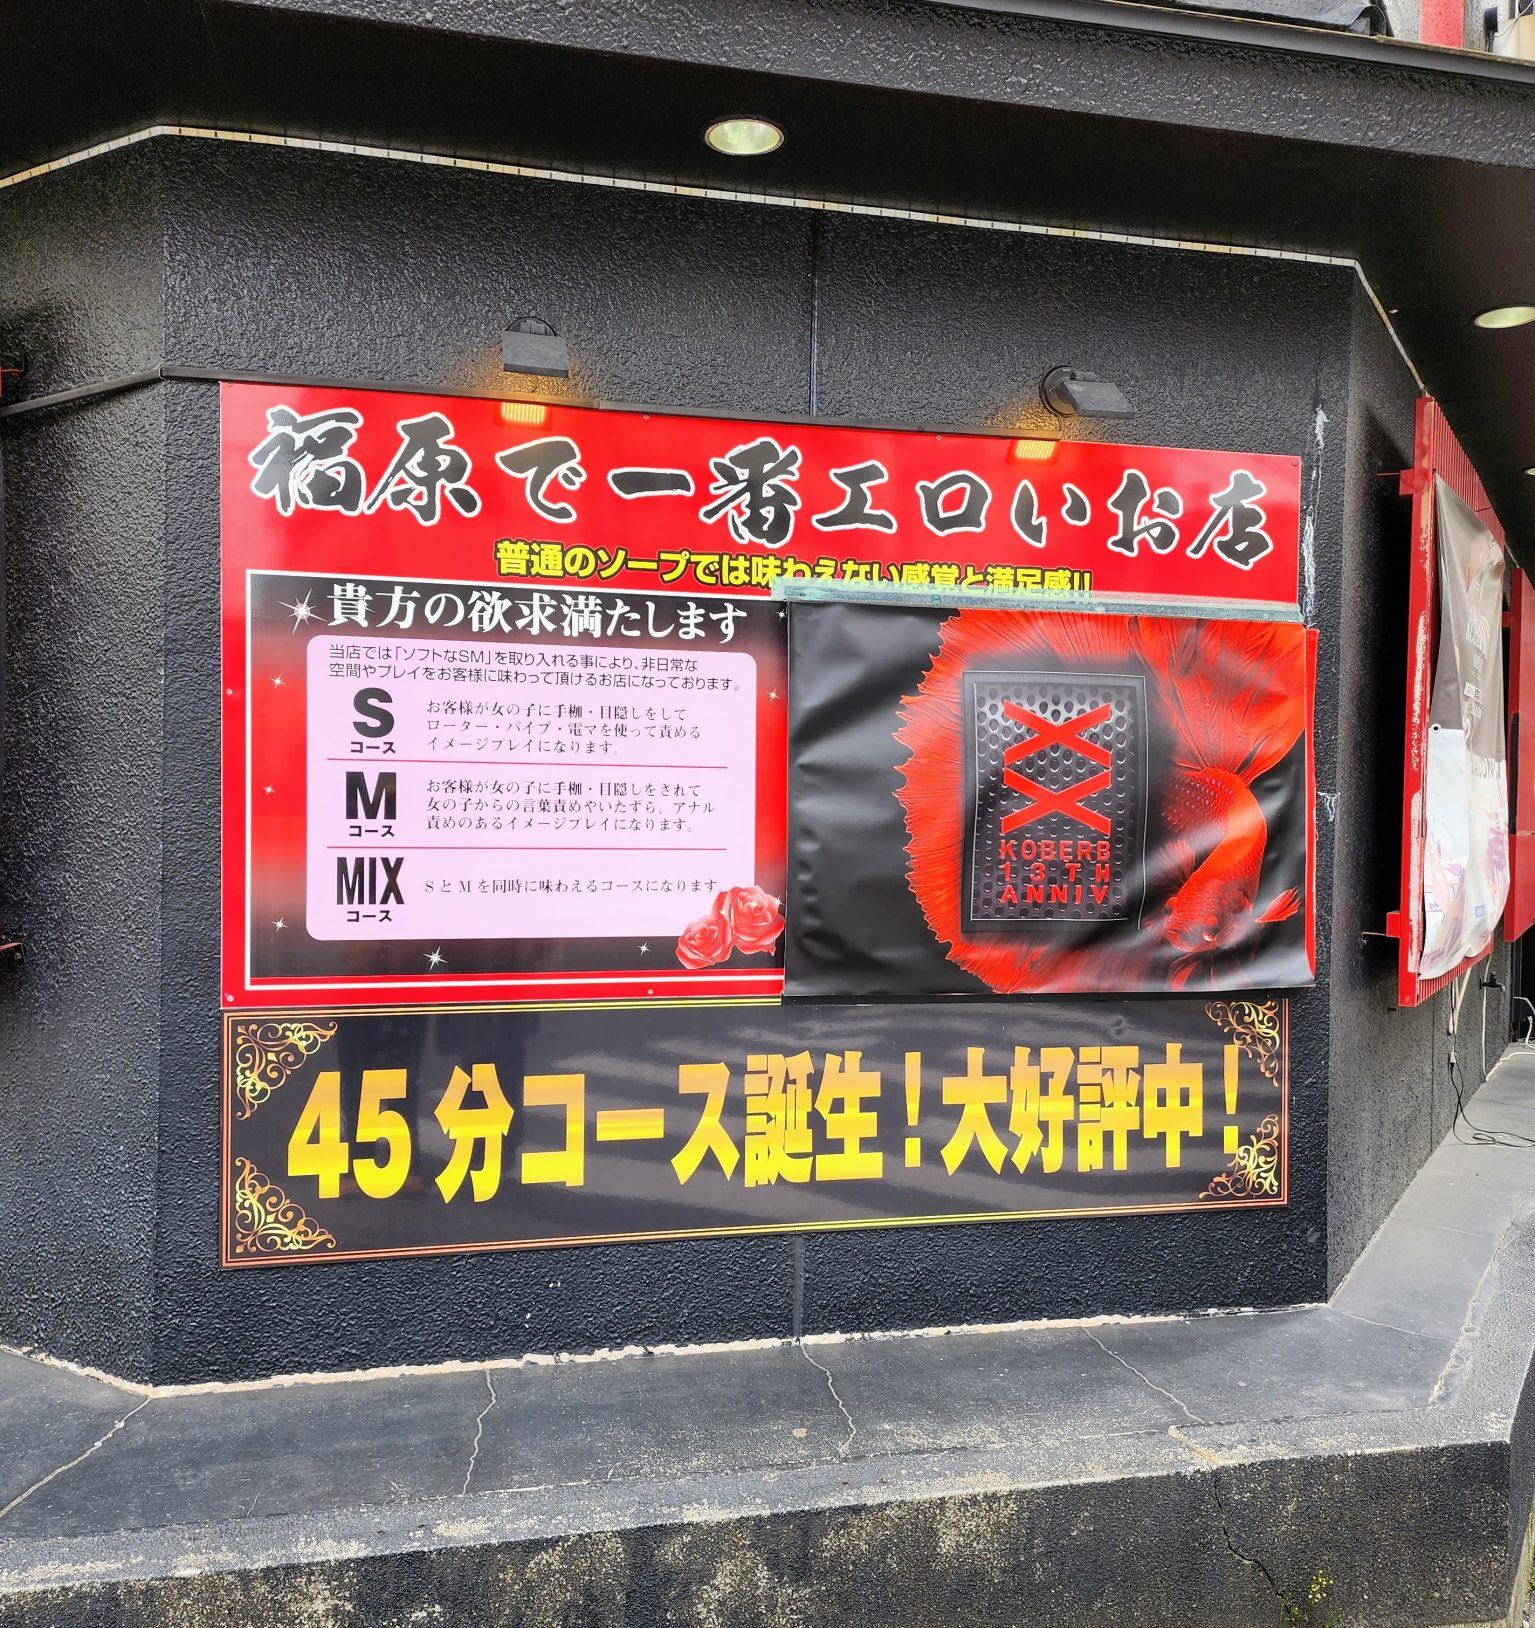 福原で一番エロいお店
普通のソープでは味わえない感覚と満足感!!
貴方の欲求満たします
当店では「ソフトなSM」を取り入れる事により、非日常な
空間やプレイをお客様に味わって頂けるお店になっております。
S
コース
お客様が女の子に手枷・目隠しをして
ローター・バイブ・電マを使って責める
イメージプレイになります。
M
コース
お客様が女の子に手枷・目隠しをされて
女の子からの言葉責めやいたずら、アナル
責めのあるイメージプレイになります。
MIX
コース
SとMを同時に味わえるコースになります。
KOBERB
13TH
ANNIV
45分コース誕生!大好評中!